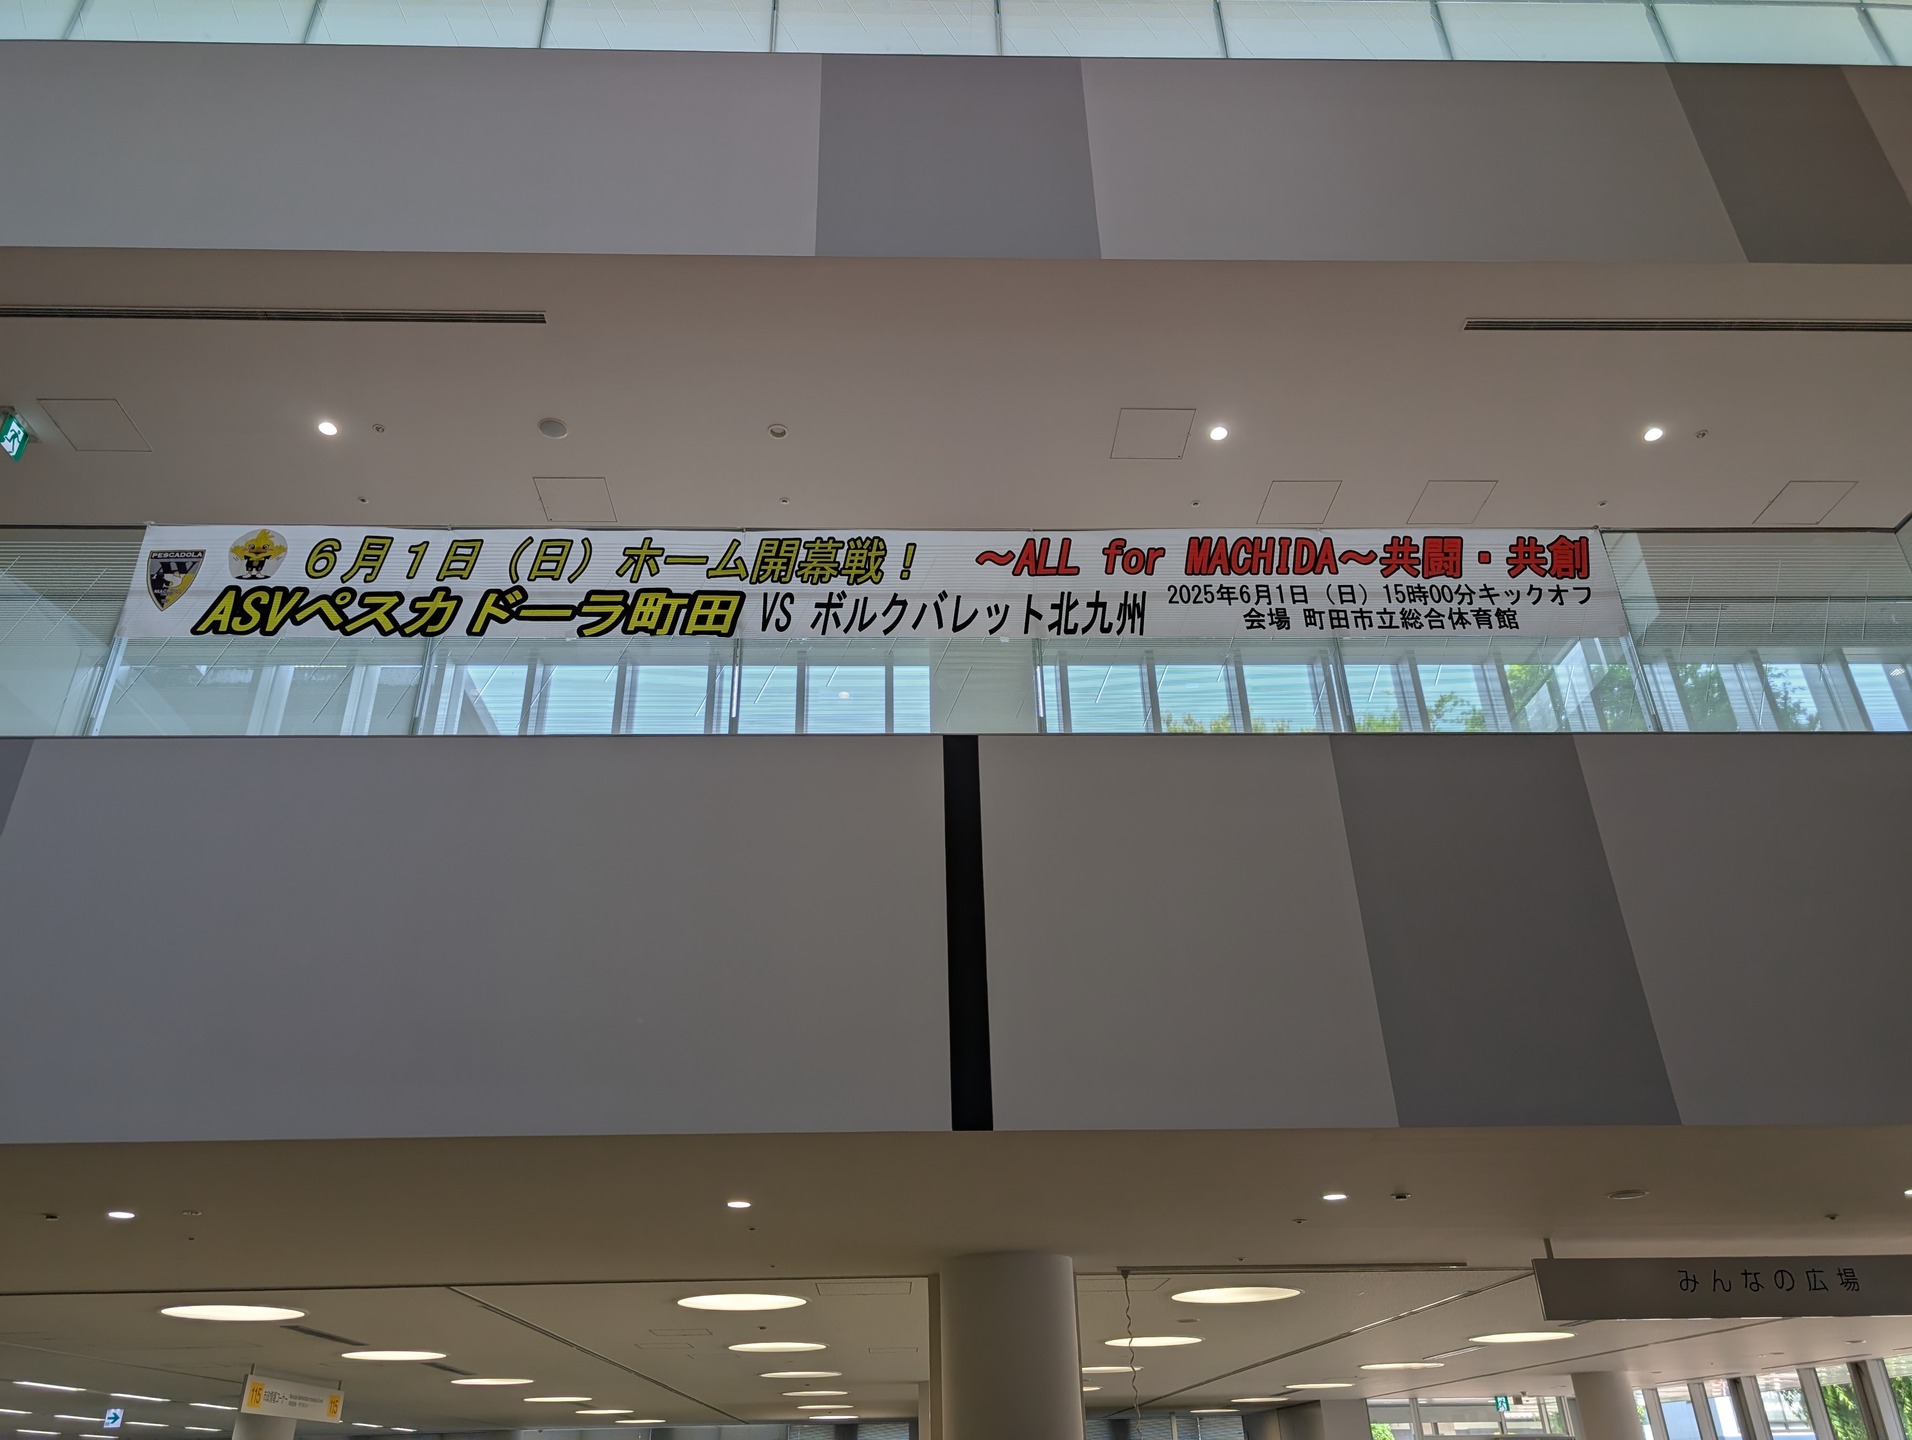 PESCADOLA
6月1日(日)ホーム開幕戦!
~ALL for MACHIDA~共闘・共創
ASVペスカドーラ町田 VS ボルクバレット北九州
2025年6月1日(日)15時00分キックオフ
会場 町田市立総合体育館
みんなの広場
115
115